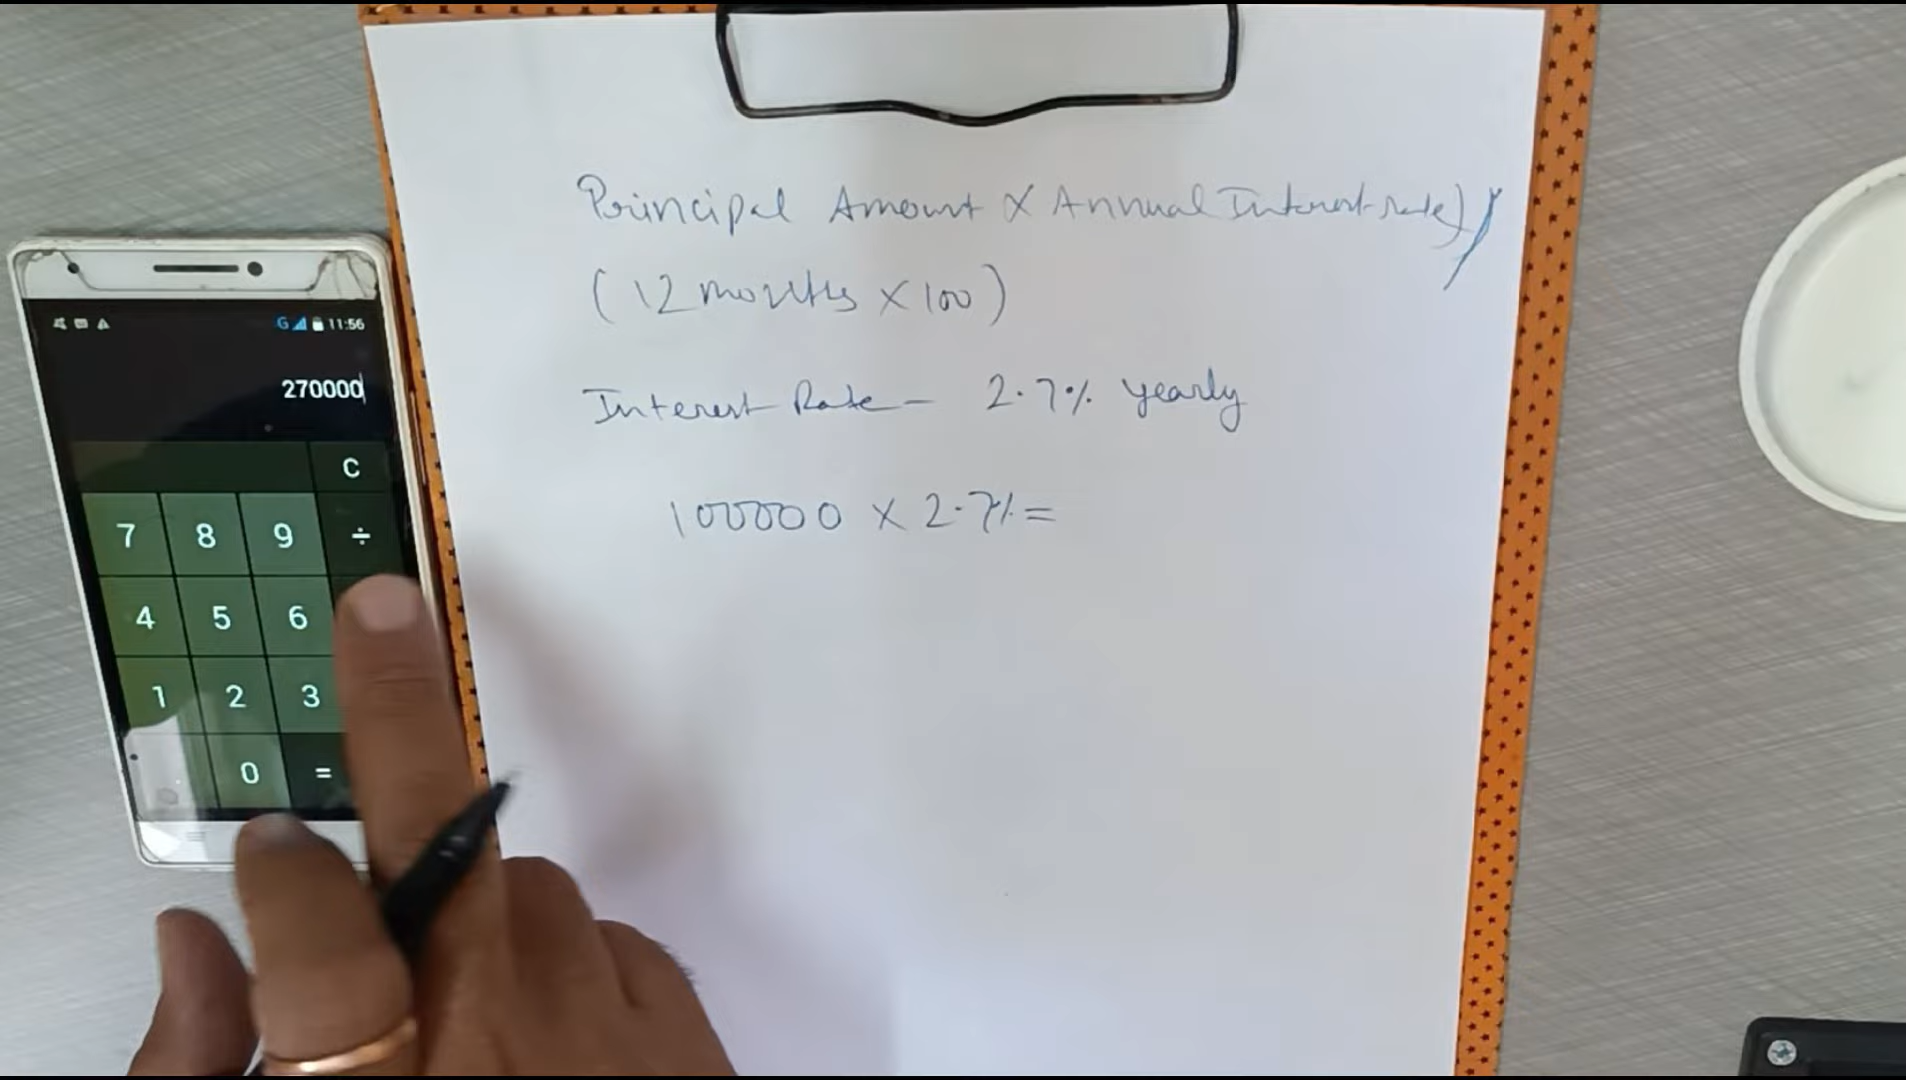 Principal Amount X Annual Interest rate) /
(12 months X 100)
Interest Rate - 2.7% yearly
100000 X 2.7% =
G 11:56
270000
C
7 8 9 ÷
4 5 6
1 2 3
0 =